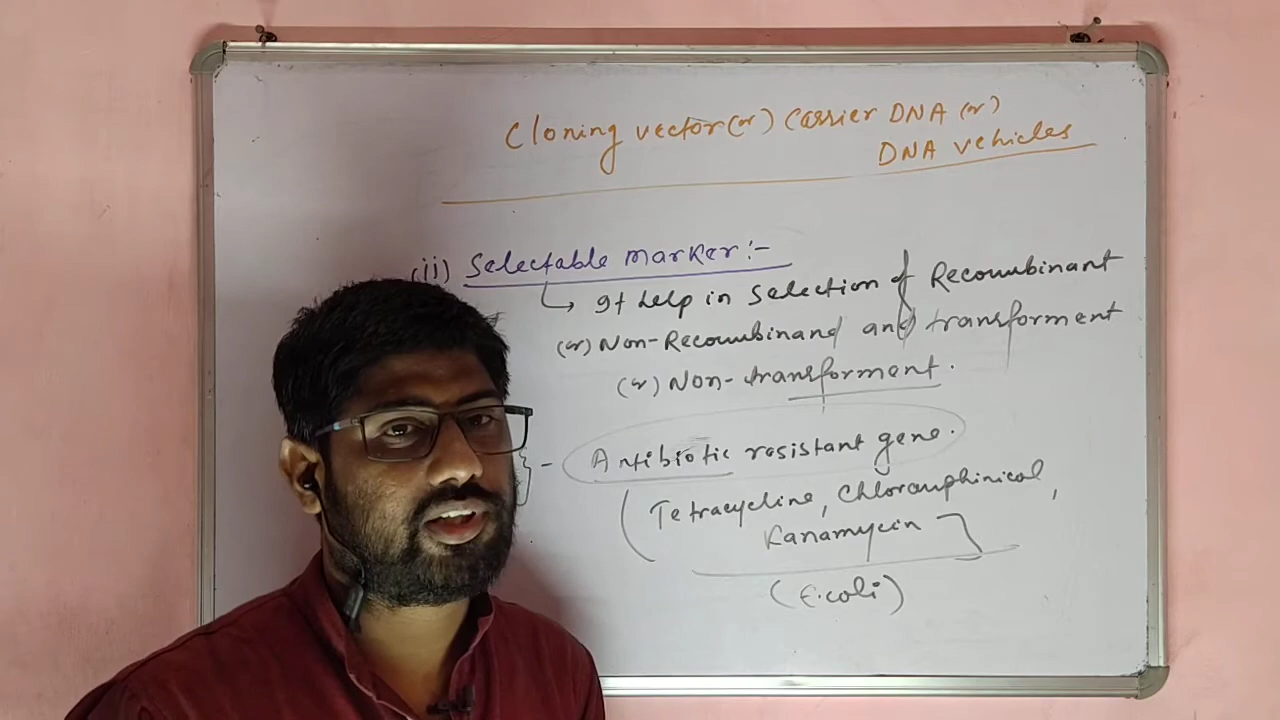 Cloning vector (or) Carrier DNA (or)
DNA vehicles
(ii) Selectable marker:-
↳ It help in Selection of Recombinant
(or) Non-Recombinand and transforment
(or) Non-transforment.
- Antibiotic resistant gene.
(Tetracycline, Chloramphinical,
Kanamycin]
(E.coli)